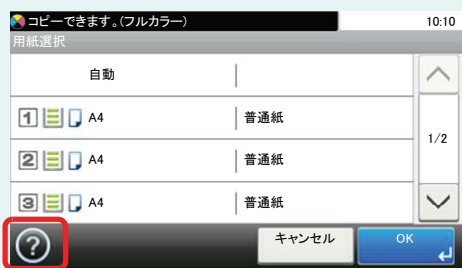 コピーできます。(フルカラー) 10:10
用紙選択
自動
1 A4 普通紙
1/2
2 A4 普通紙
3 A4 普通紙
? キャンセル OK